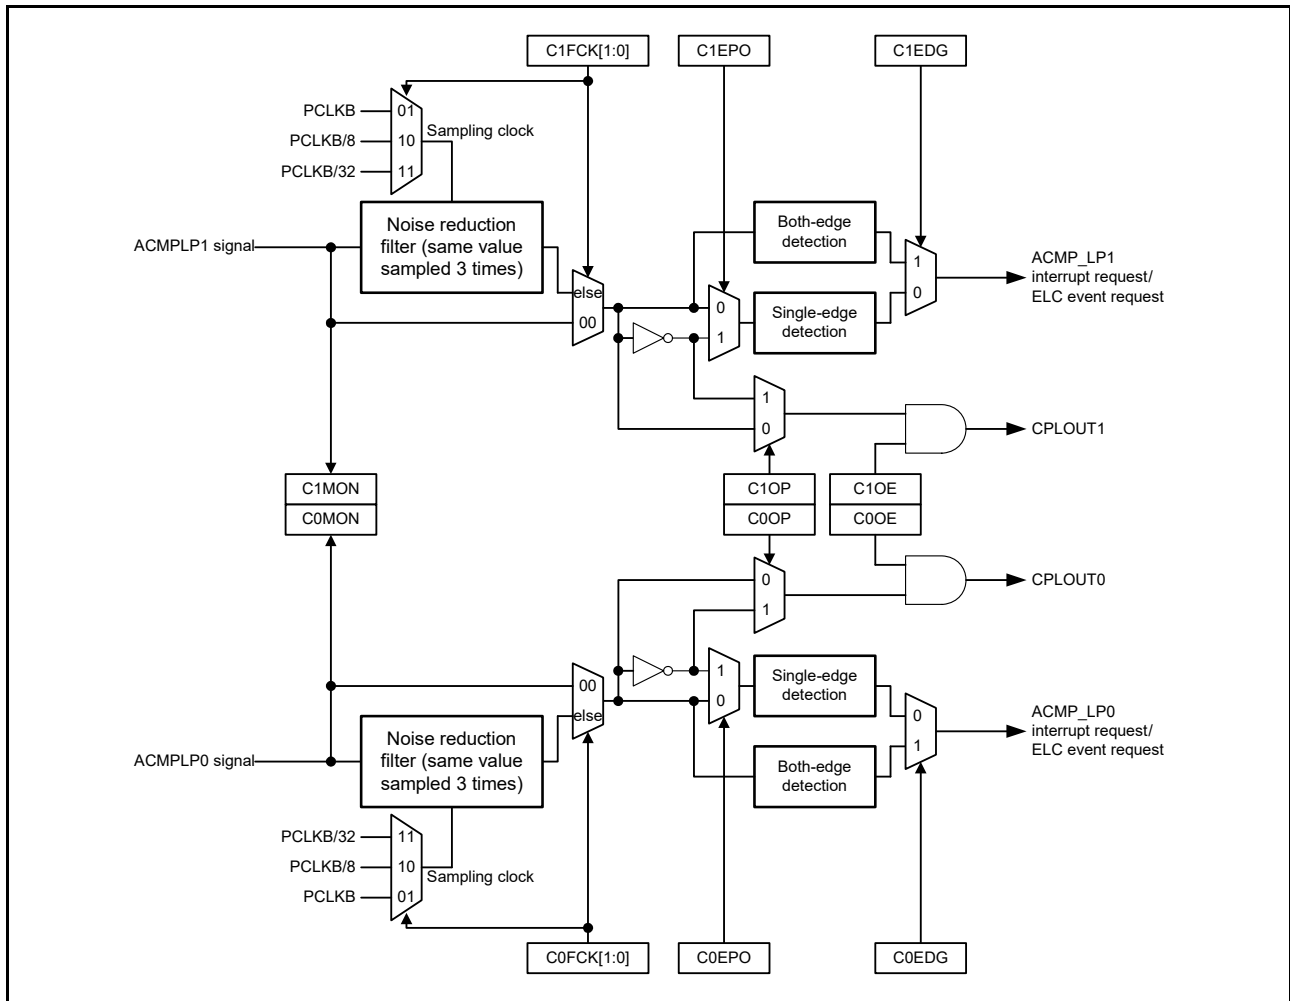 C1FCK[1:0]
C1EPO
C1EDG
PCLKB
01
PCLKB/8
10
Sampling clock
PCLKB/32
11
Noise reduction
filter (same value
sampled 3 times)
ACMPLP1 signal
else
00
Both-edge
detection
0
1
Single-edge
detection
1
0
ACMP_LP1
interrupt request/
ELC event request
1
0
CPLOUT1
C1MON
C0MON
C1OP
C0OP
C1OE
C0OE
0
1
CPLOUT0
00
else
1
0
Single-edge
detection
0
1
ACMP_LP0
interrupt request/
ELC event request
Noise reduction
filter (same value
sampled 3 times)
ACMPLP0 signal
Both-edge
detection
PCLKB/32
11
PCLKB/8
10
Sampling clock
PCLKB
01
C0FCK[1:0]
C0EPO
C0EDG